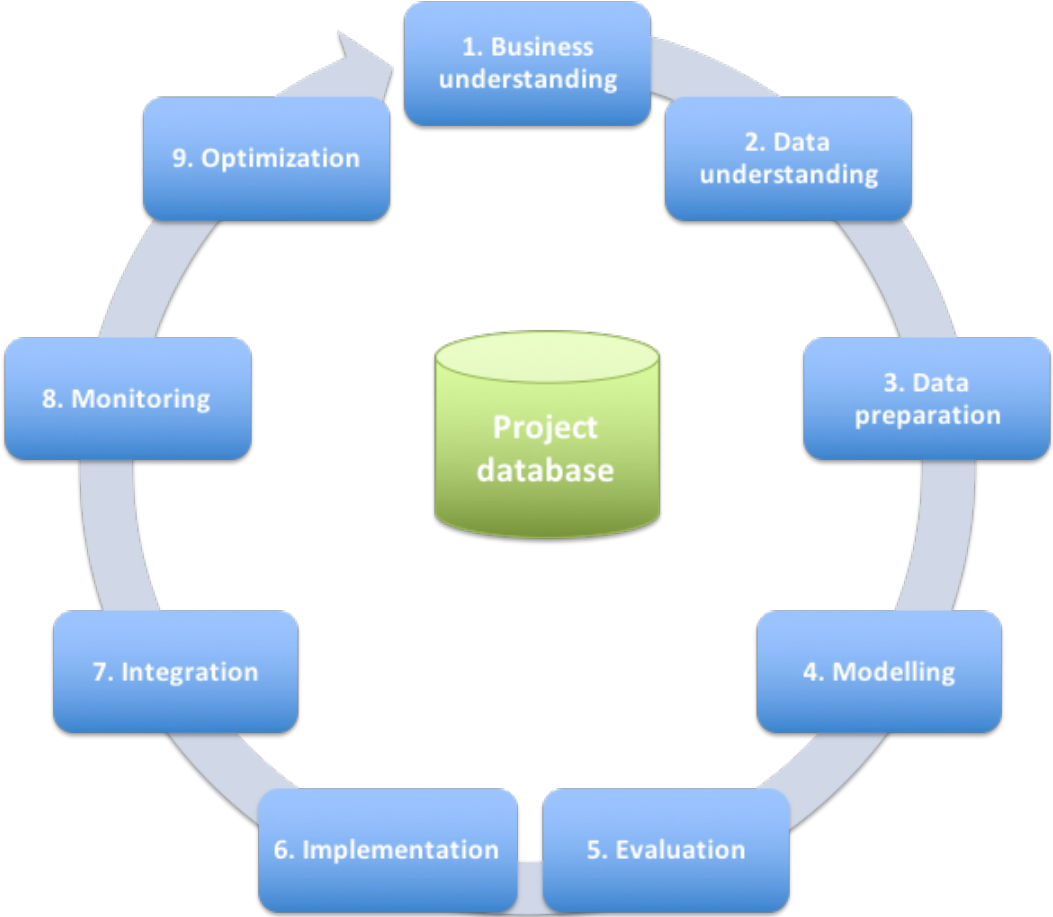 1. Business
understanding
2. Data
understanding
3. Data
preparation
4. Modelling
5. Evaluation
6. Implementation
7. Integration
8. Monitoring
9. Optimization
Project
database